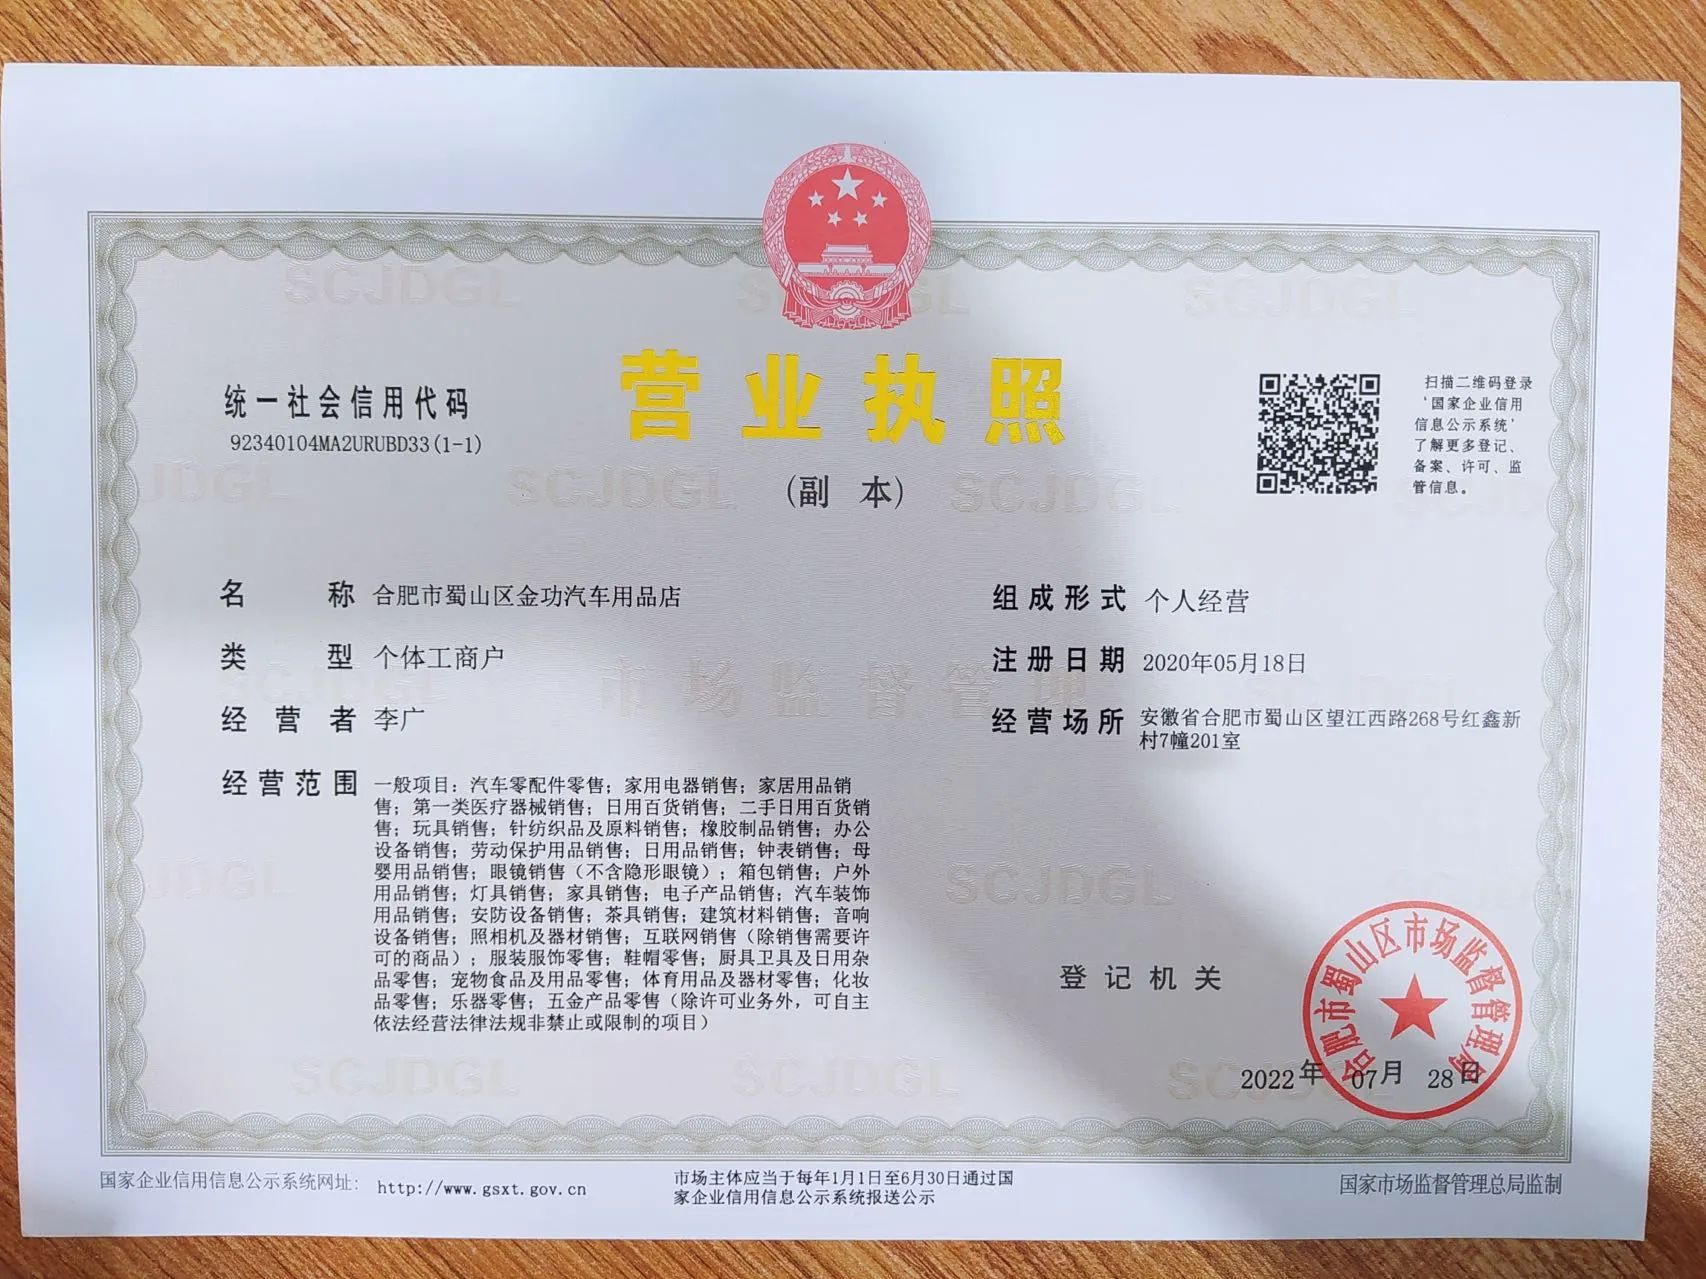 营业执照
(副 本)
统一社会信用代码
92340104MA2URUBD33(1-1)
扫描二维码登录
‘国家企业信用
信息公示系统’
了解更多登记、
备案、许可、监
管信息。
名 称 合肥市蜀山区金功汽车用品店
类 型 个体工商户
经 营 者 李广
经 营 范 围 一般项目：汽车零配件零售；家用电器销售；家居用品销
售；第一类医疗器械销售；日用百货销售；二手日用百货销
售；玩具销售；针纺织品及原料销售；橡胶制品销售；办公
设备销售；劳动保护用品销售；日用品销售；钟表销售；母
婴用品销售；眼镜销售（不含隐形眼镜）；箱包销售；户外
用品销售；灯具销售；家具销售；电子产品销售；汽车装饰
用品销售；安防设备销售；茶具销售；建筑材料销售；音响
设备销售；照相机及器材销售；互联网销售（除销售需要许
可的商品）；服装服饰零售；鞋帽零售；厨具卫具及日用杂
品零售；宠物食品及用品零售；体育用品及器材零售；化妆
品零售；乐器零售；五金产品零售（除许可业务外，可自主
依法经营法律法规非禁止或限制的项目）
组 成 形 式 个人经营
注 册 日 期 2020年05月18日
经 营 场 所 安徽省合肥市蜀山区望江西路268号红鑫新
村7幢201室
登 记 机 关
合肥市蜀山区市场监督管理局
2022年 07月 28日
SCJDGL SCJDGL SCJDGL
JDGL SCJDGL SCJDGL SCJD
SCJDGL 市场监督管理 SCJDGL
JDGL SCJDGL SCJD
SCJDGL SCJDGL SCJDGL
国家企业信用信息公示系统网址: http://www.gsxt.gov.cn
市场主体应当于每年1月1日至6月30日通过国
家企业信用信息公示系统报送公示
国家市场监督管理总局监制